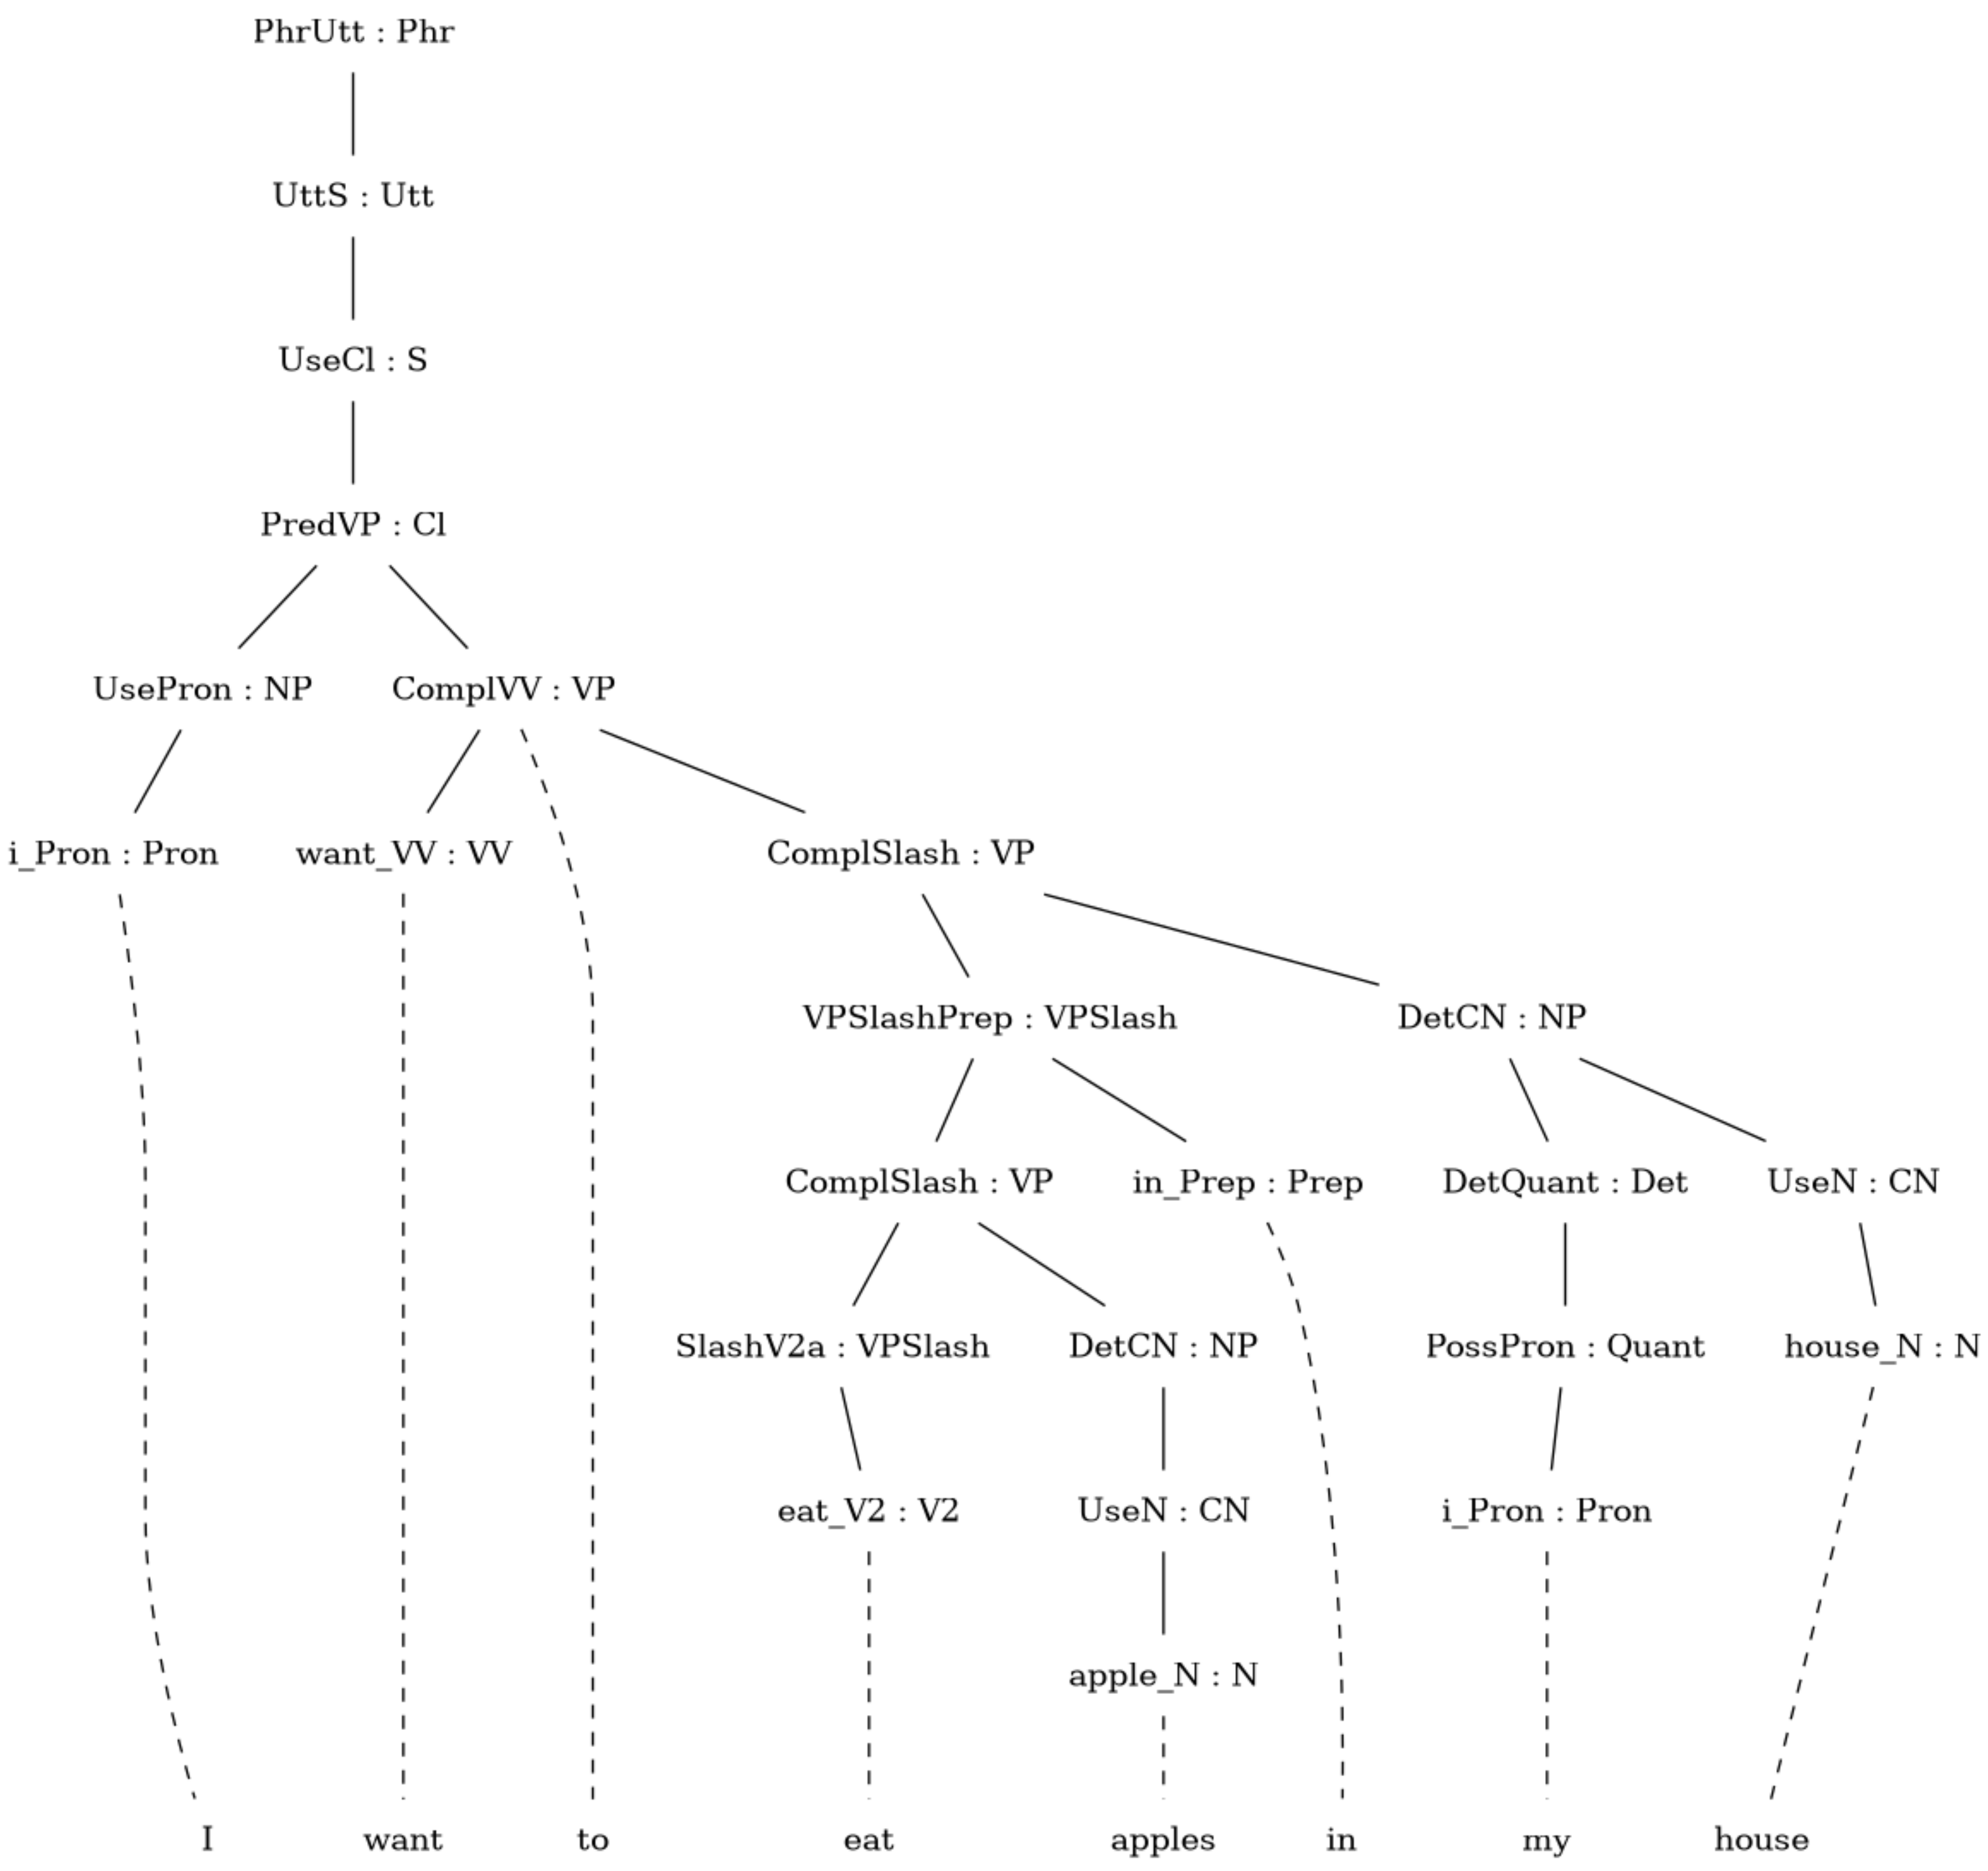 PhrUtt : Phr
UttS : Utt
UseCl : S
PredVP : Cl
UsePron : NP ComplVV : VP
i_Pron : Pron want_VV : VV ComplSlash : VP
VPSlashPrep : VPSlash DetCN : NP
ComplSlash : VP in_Prep : Prep DetQuant : Det UseN : CN
SlashV2a : VPSlash DetCN : NP PossPron : Quant house_N : N
eat_V2 : V2 UseN : CN i_Pron : Pron
apple_N : N
I want to eat apples in my house